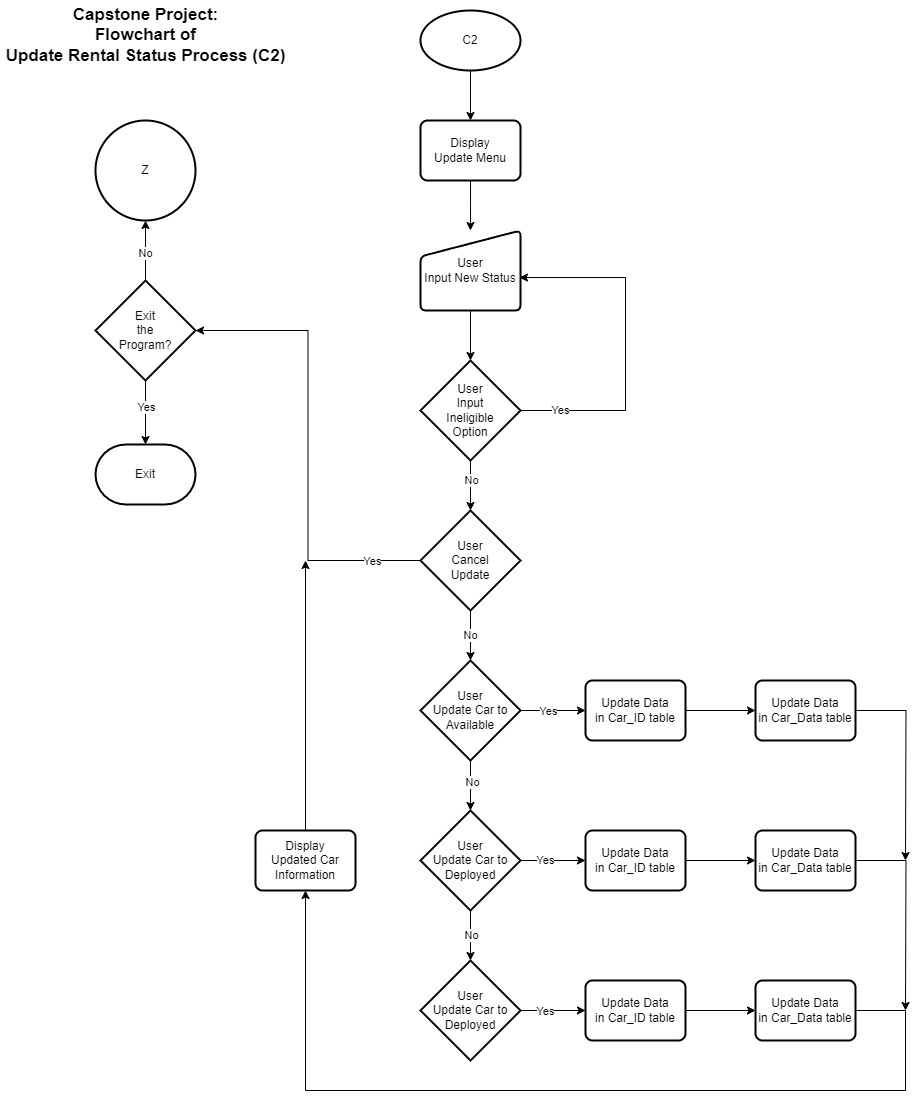 Capstone Project:
Flowchart of
Update Rental Status Process (C2)
C2
Display
Update Menu
Z
No
User
Input New Status
Exit
the
Program?
Yes
User
Input
Ineligible
Option
Yes
Exit
No
User
Cancel
Update
Yes
No
User
Update Car to
Available
Yes
Update Data
in Car_ID table
Update Data
in Car_Data table
No
Display
Updated Car
Information
User
Update Car to
Deployed
Yes
Update Data
in Car_ID table
Update Data
in Car_Data table
No
User
Update Car to
Deployed
Yes
Update Data
in Car_ID table
Update Data
in Car_Data table